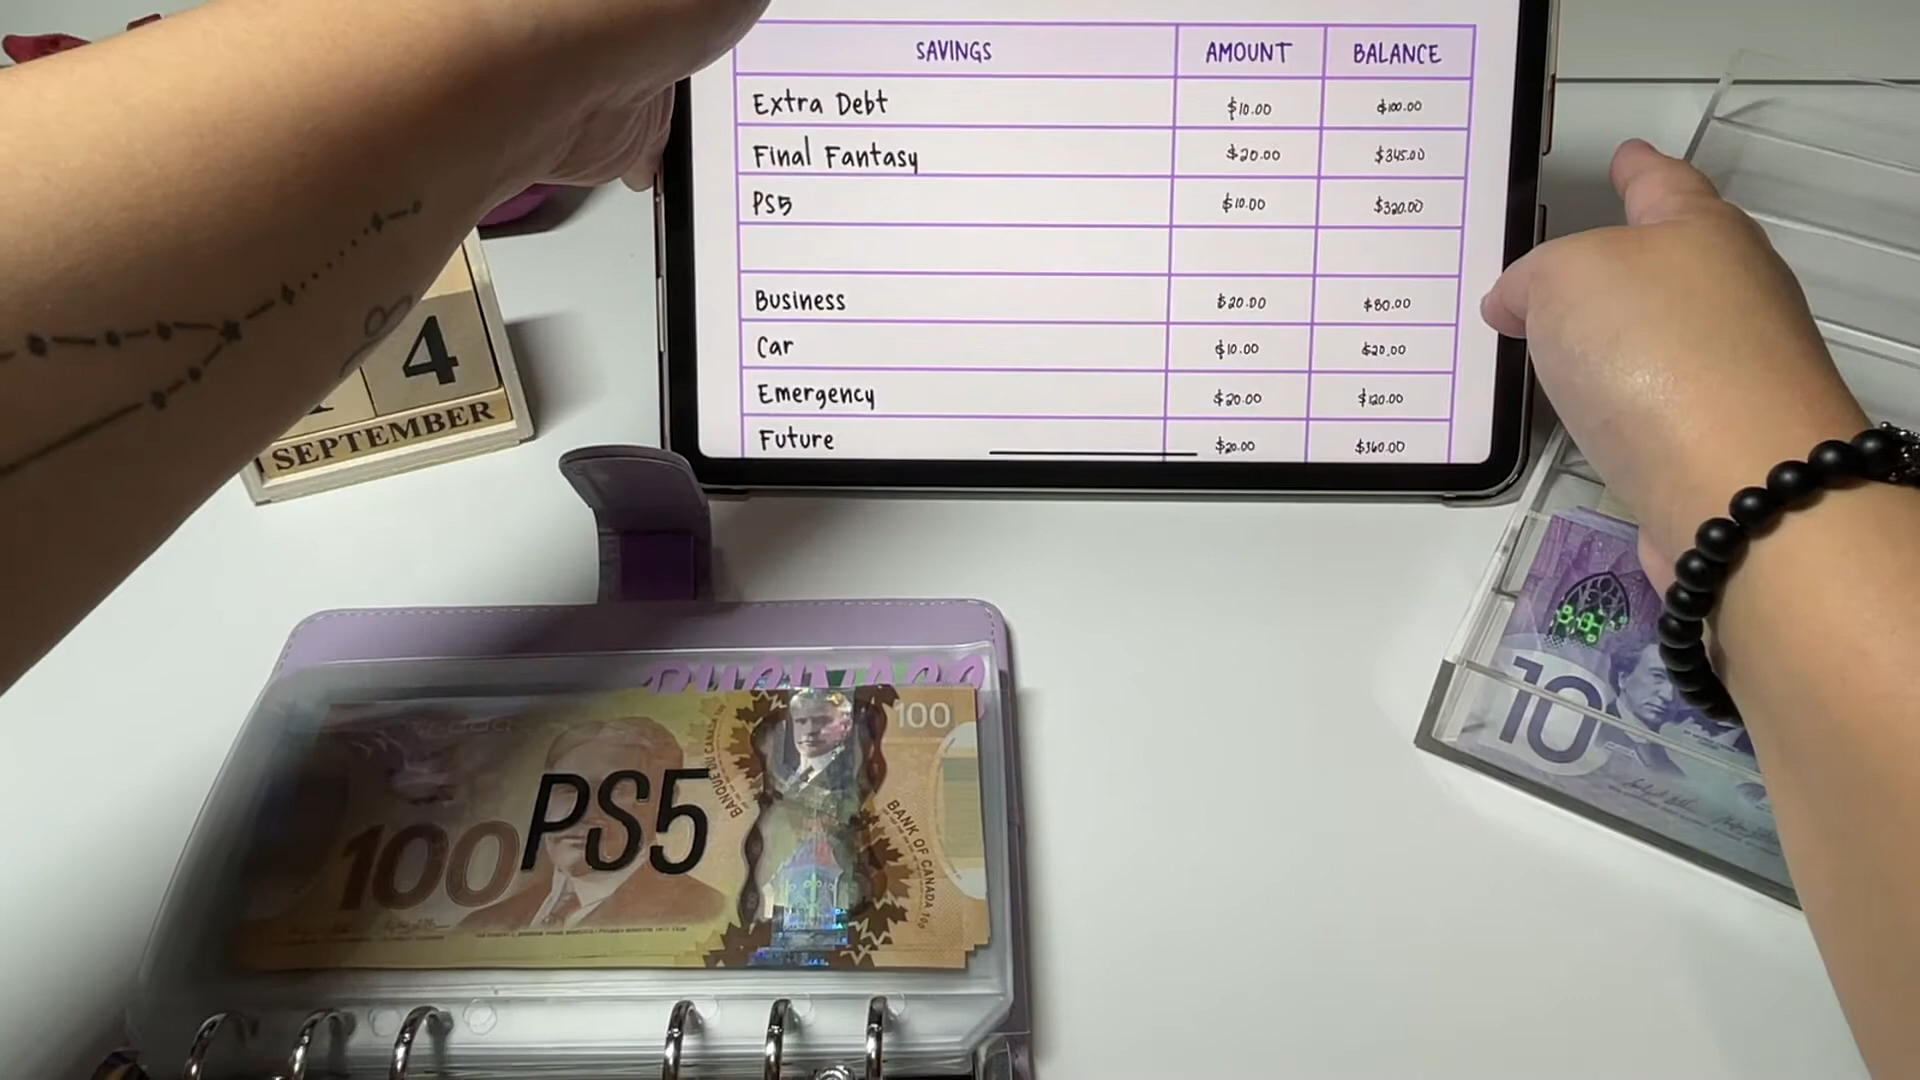 SAVINGS AMOUNT BALANCE
Extra Debt $10.00 $100.00
Final Fantasy $20.00 $345.00
PS5 $10.00 $320.00
Business $20.00 $80.00
Car $10.00 $20.00
Emergency $20.00 $120.00
Future $20.00 $360.00
4
SEPTEMBER
BUSINESS
100
PS5
100
BANQUE DU CANADA
BANK OF CANADA
10